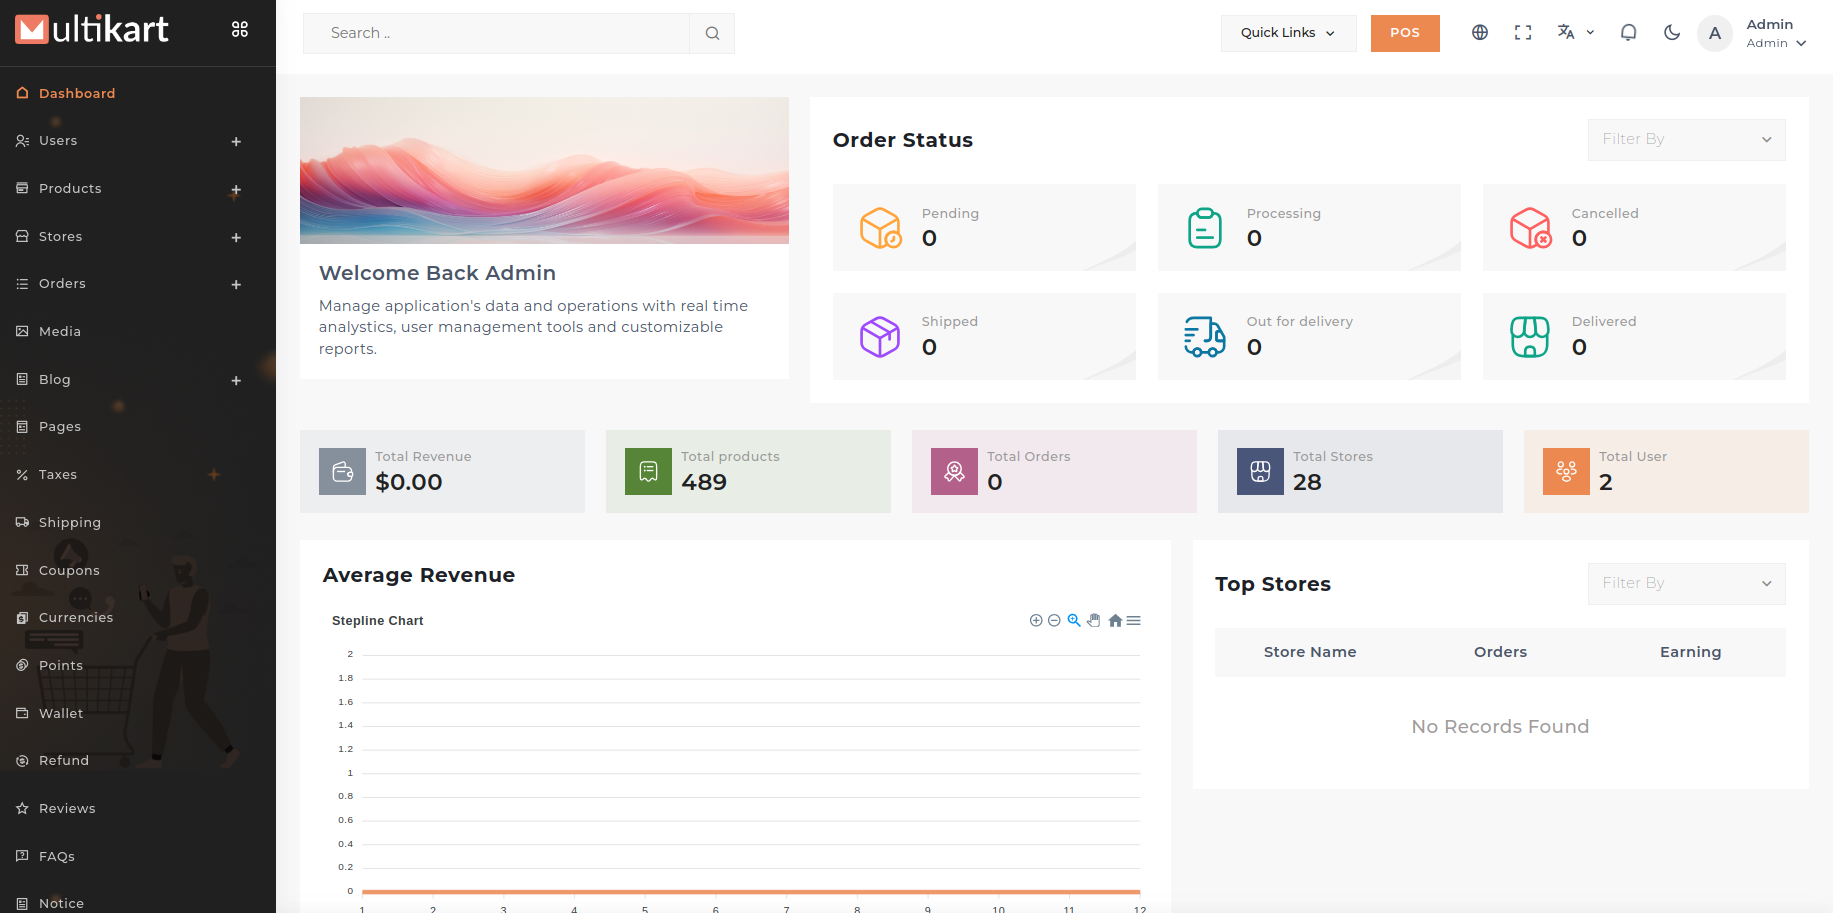 Multikart
Dashboard
Users
Products
Stores
Orders
Media
Blog
Pages
Taxes
Shipping
Coupons
Currencies
Points
Wallet
Refund
Reviews
FAQs
Notice
Search ..
Quick Links
POS
A
Admin
Admin
Welcome Back Admin
Manage application's data and operations with real time
analystics, user management tools and customizable
reports.
Order Status
Filter By
Pending
0
Processing
0
Cancelled
0
Shipped
0
Out for delivery
0
Delivered
0
Total Revenue
$0.00
Total products
489
Total Orders
0
Total Stores
28
Total User
2
Average Revenue
Stepline Chart
2
1.8
1.6
1.4
1.2
1
0.8
0.6
0.4
0.2
0
1 2 3 4 5 6 7 8 9 10 11 12
Top Stores
Filter By
Store Name Orders Earning
No Records Found